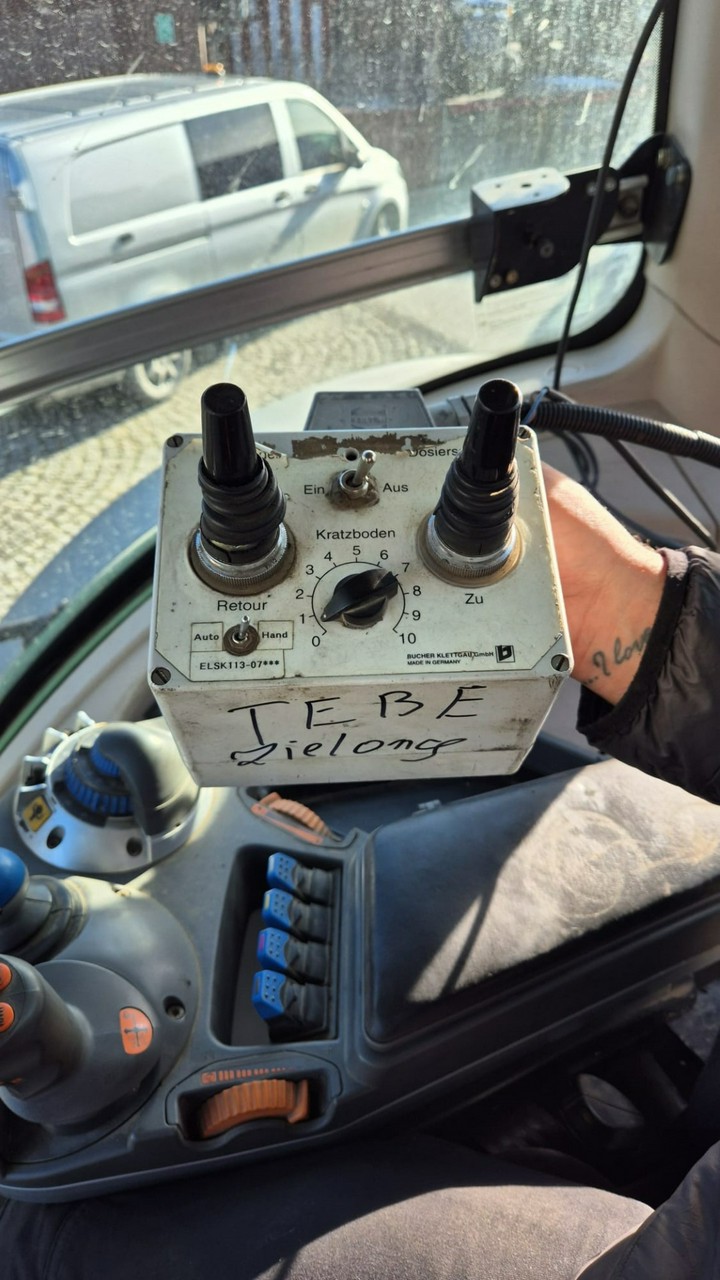 Dosiers
Ein Aus
Kratzboden
0 1 2 3 4 5 6 7 8 9 10
Retour
Zu
Auto Hand
ELSK113-07***
BUCHER KLETTGAU GmbH
MADE IN GERMANY
TEBE
Zielonge